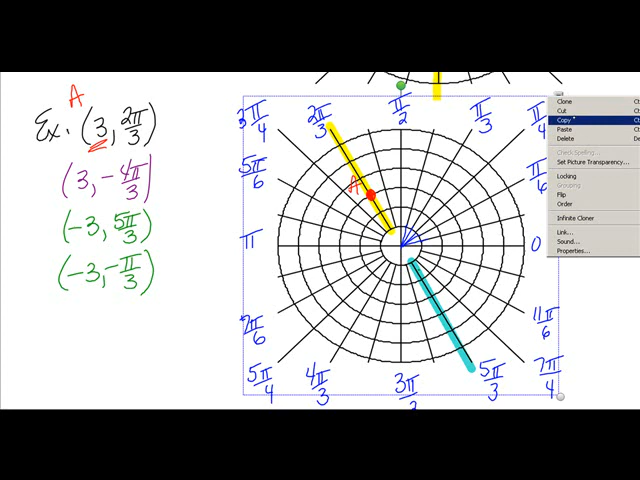 A
Ex. (3, 2π/3)
(3, -4π/3)
(-3, 5π/3)
(-3, -π/3)
3π/4 2π/3 π/2 π/3 π/4
5π/6 A π/6
π 0
7π/6 11π/6
5π/4 4π/3 3π/2 5π/3 7π/4
Clone
Cut
Copy
Paste
Delete
Check Spelling...
Set Picture Transparency...
Locking
Grouping
Flip
Order
Infinite Cloner
Link...
Sound...
Properties...